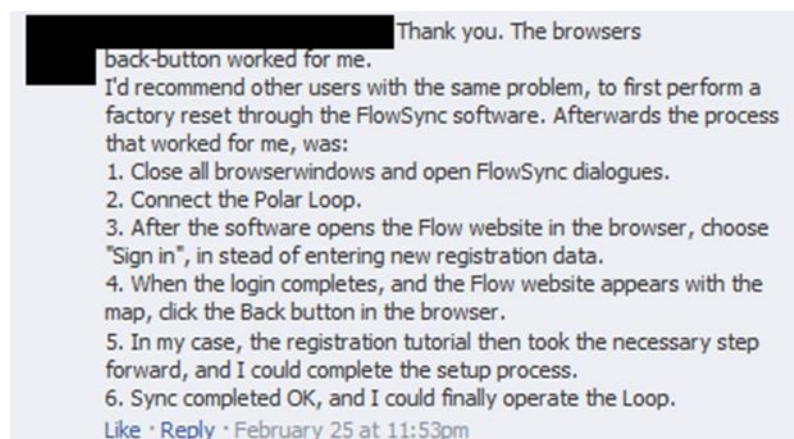 Thank you. The browsers
back-button worked for me.
I'd recommend other users with the same problem, to first perform a
factory reset through the FlowSync software. Afterwards the process
that worked for me, was:
1. Close all browserwindows and open FlowSync dialogues.
2. Connect the Polar Loop.
3. After the software opens the Flow website in the browser, choose
"Sign in", in stead of entering new registration data.
4. When the login completes, and the Flow website appears with the
map, click the Back button in the browser.
5. In my case, the registration tutorial then took the necessary step
forward, and I could complete the setup process.
6. Sync completed OK, and I could finally operate the Loop.
Like · Reply · February 25 at 11:53pm